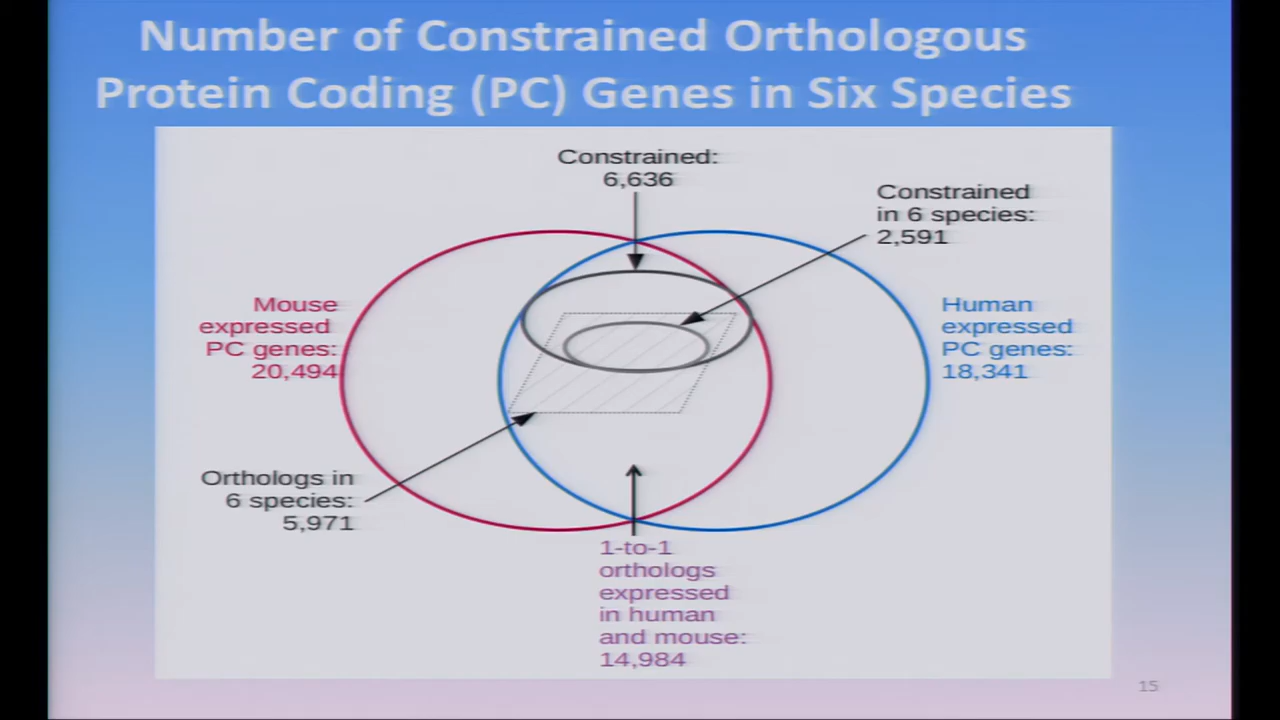 Number of Constrained Orthologous
Protein Coding (PC) Genes in Six Species
Constrained:
6,636
Constrained
in 6 species:
2,591
Mouse
expressed
PC genes:
20,494
Human
expressed
PC genes:
18,341
Orthologs in
6 species:
5,971
1-to-1
orthologs
expressed
in human
and mouse:
14,984
15